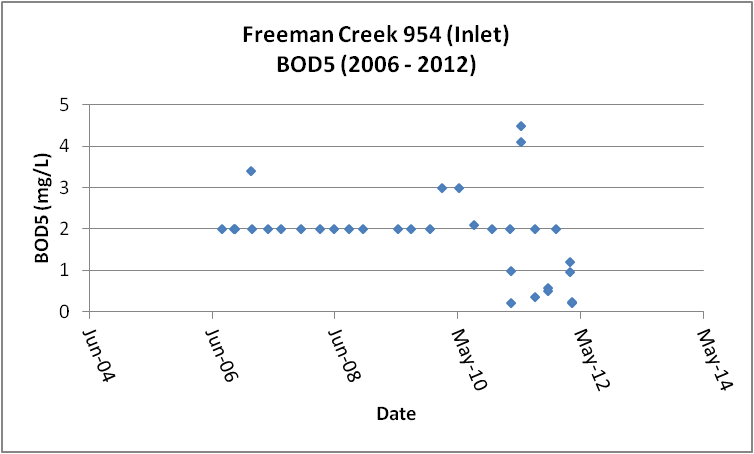 Freeman Creek 954 (Inlet)
BOD5 (2006 - 2012)
BOD5 (mg/L)
5
4
3
2
1
0
Jun-04
Jun-06
Jun-08
May-10
May-12
May-14
Date